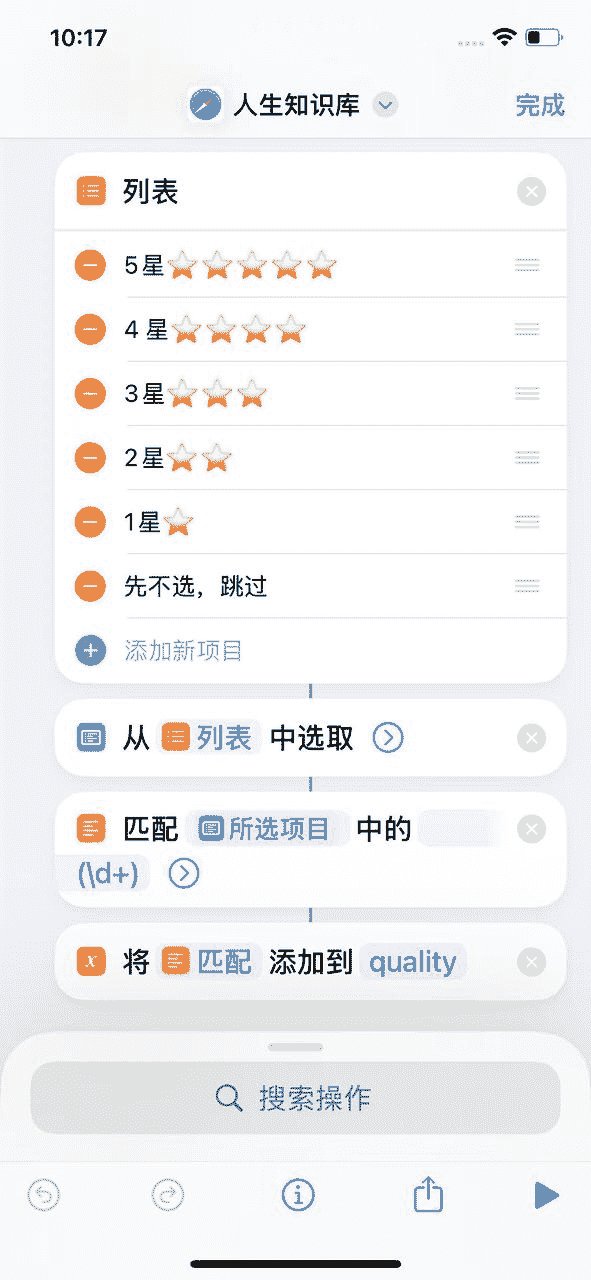 10:17
人生知识库
完成
列表
5星⭐⭐⭐⭐⭐
4 星⭐⭐⭐⭐
3星⭐⭐⭐
2星⭐⭐
1星⭐
先不选，跳过
添加新项目
从 列表 中选取
匹配 所选项目 中的
(\d+)
将 匹配 添加到 quality
搜索操作